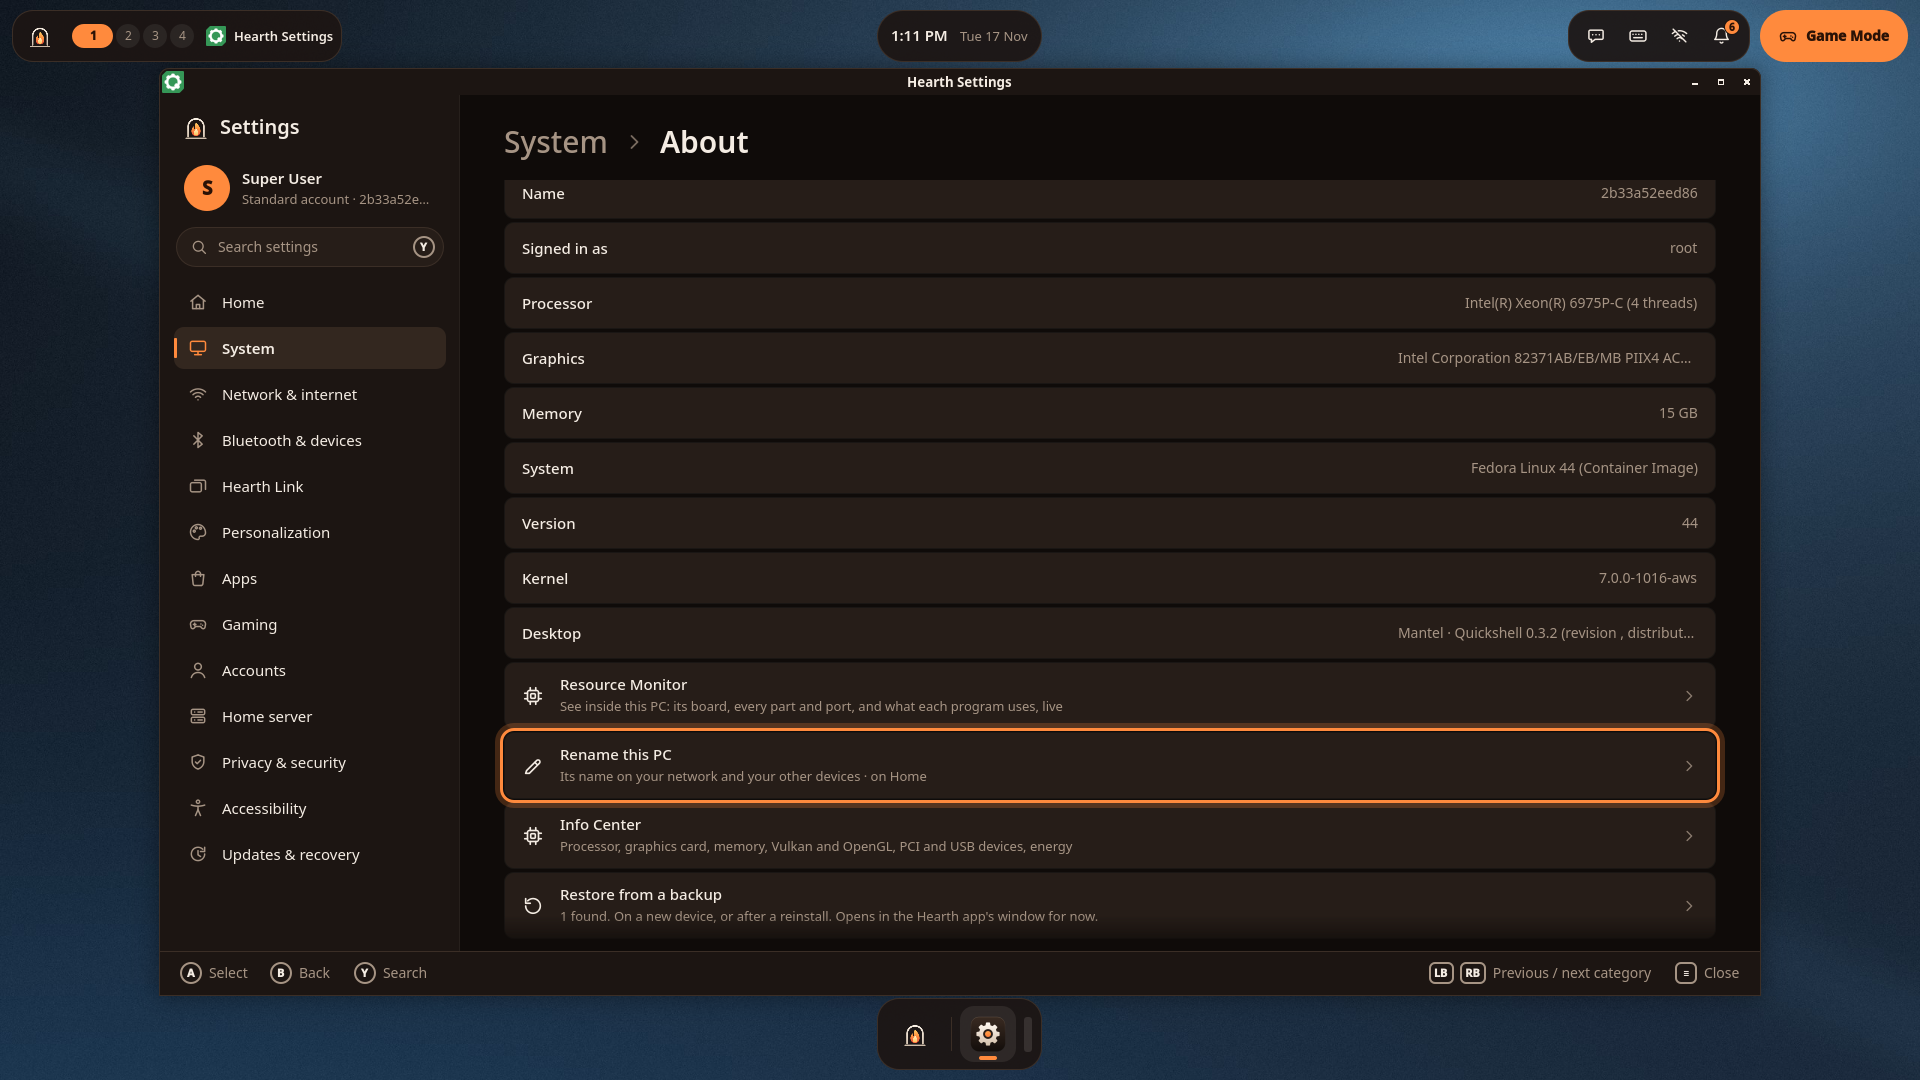 1
2
3
4
Hearth Settings
1:11 PM
Tue 17 Nov
6
Game Mode
Hearth Settings
Settings
S
Super User
Standard account · 2b33a52e...
Search settings
Y
Home
System
Network & internet
Bluetooth & devices
Hearth Link
Personalization
Apps
Gaming
Accounts
Home server
Privacy & security
Accessibility
Updates & recovery
System
About
Name
2b33a52eed86
Signed in as
root
Processor
Intel(R) Xeon(R) 6975P-C (4 threads)
Graphics
Intel Corporation 82371AB/EB/MB PIIX4 AC...
Memory
15 GB
System
Fedora Linux 44 (Container Image)
Version
44
Kernel
7.0.0-1016-aws
Desktop
Mantel · Quickshell 0.3.2 (revision , distribut...
Resource Monitor
See inside this PC: its board, every part and port, and what each program uses, live
Rename this PC
Its name on your network and your other devices · on Home
Info Center
Processor, graphics card, memory, Vulkan and OpenGL, PCI and USB devices, energy
Restore from a backup
1 found. On a new device, or after a reinstall. Opens in the Hearth app's window for now.
A Select
B Back
Y Search
LB RB Previous / next category
Close